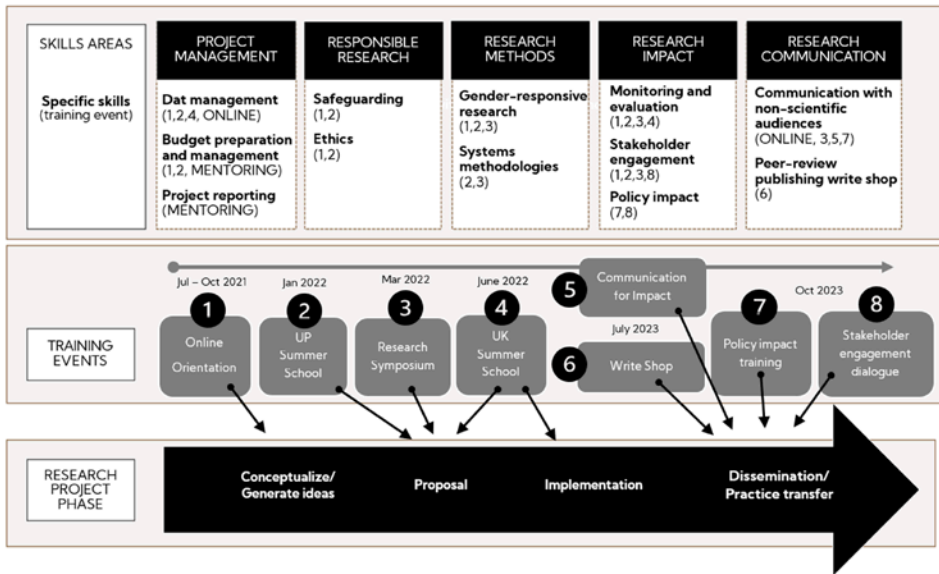 SKILLS AREAS
Specific skills
(training event)
PROJECT
MANAGEMENT
Dat management
(1,2,4, ONLINE)
Budget preparation
and management
(1,2, MENTORING)
Project reporting
(MENTORING)
RESPONSIBLE
RESEARCH
Safeguarding
(1,2)
Ethics
(1,2)
RESEARCH
METHODS
Gender-responsive
research
(1,2,3)
Systems
methodologies
(2,3)
RESEARCH
IMPACT
Monitoring and
evaluation
(1,2,3,4)
Stakeholder
engagement
(1,2,3,8)
Policy impact
(7,8)
RESEARCH
COMMUNICATION
Communication with
non-scientific
audiences
(ONLINE, 3,5,7)
Peer-review
publishing write shop
(6)
TRAINING
EVENTS
Jul – Oct 2021
1
Online
Orientation
Jan 2022
2
UP
Summer
School
Mar 2022
3
Research
Symposium
June 2022
4
UK
Summer
School
5
Communication
for Impact
July 2023
6
Write Shop
Oct 2023
7
Policy impact
training
8
Stakeholder
engagement
dialogue
RESEARCH
PROJECT
PHASE
Conceptualize/
Generate ideas
Proposal
Implementation
Dissemination/
Practice transfer